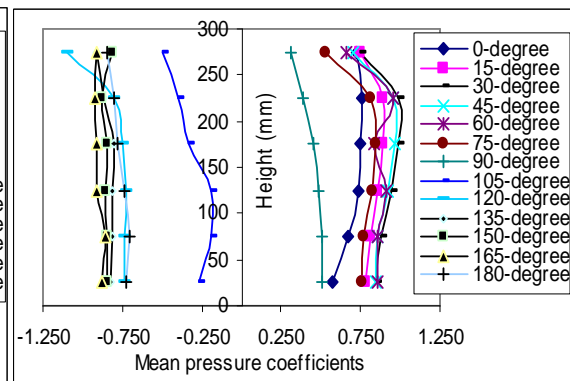 300
250
200
150
100
50
0
Height (mm)
-1.250 -0.750 -0.250 0.250 0.750 1.250
Mean pressure coefficients
0-degree
15-degree
30-degree
45-degree
60-degree
75-degree
90-degree
105-degree
120-degree
135-degree
150-degree
165-degree
180-degree